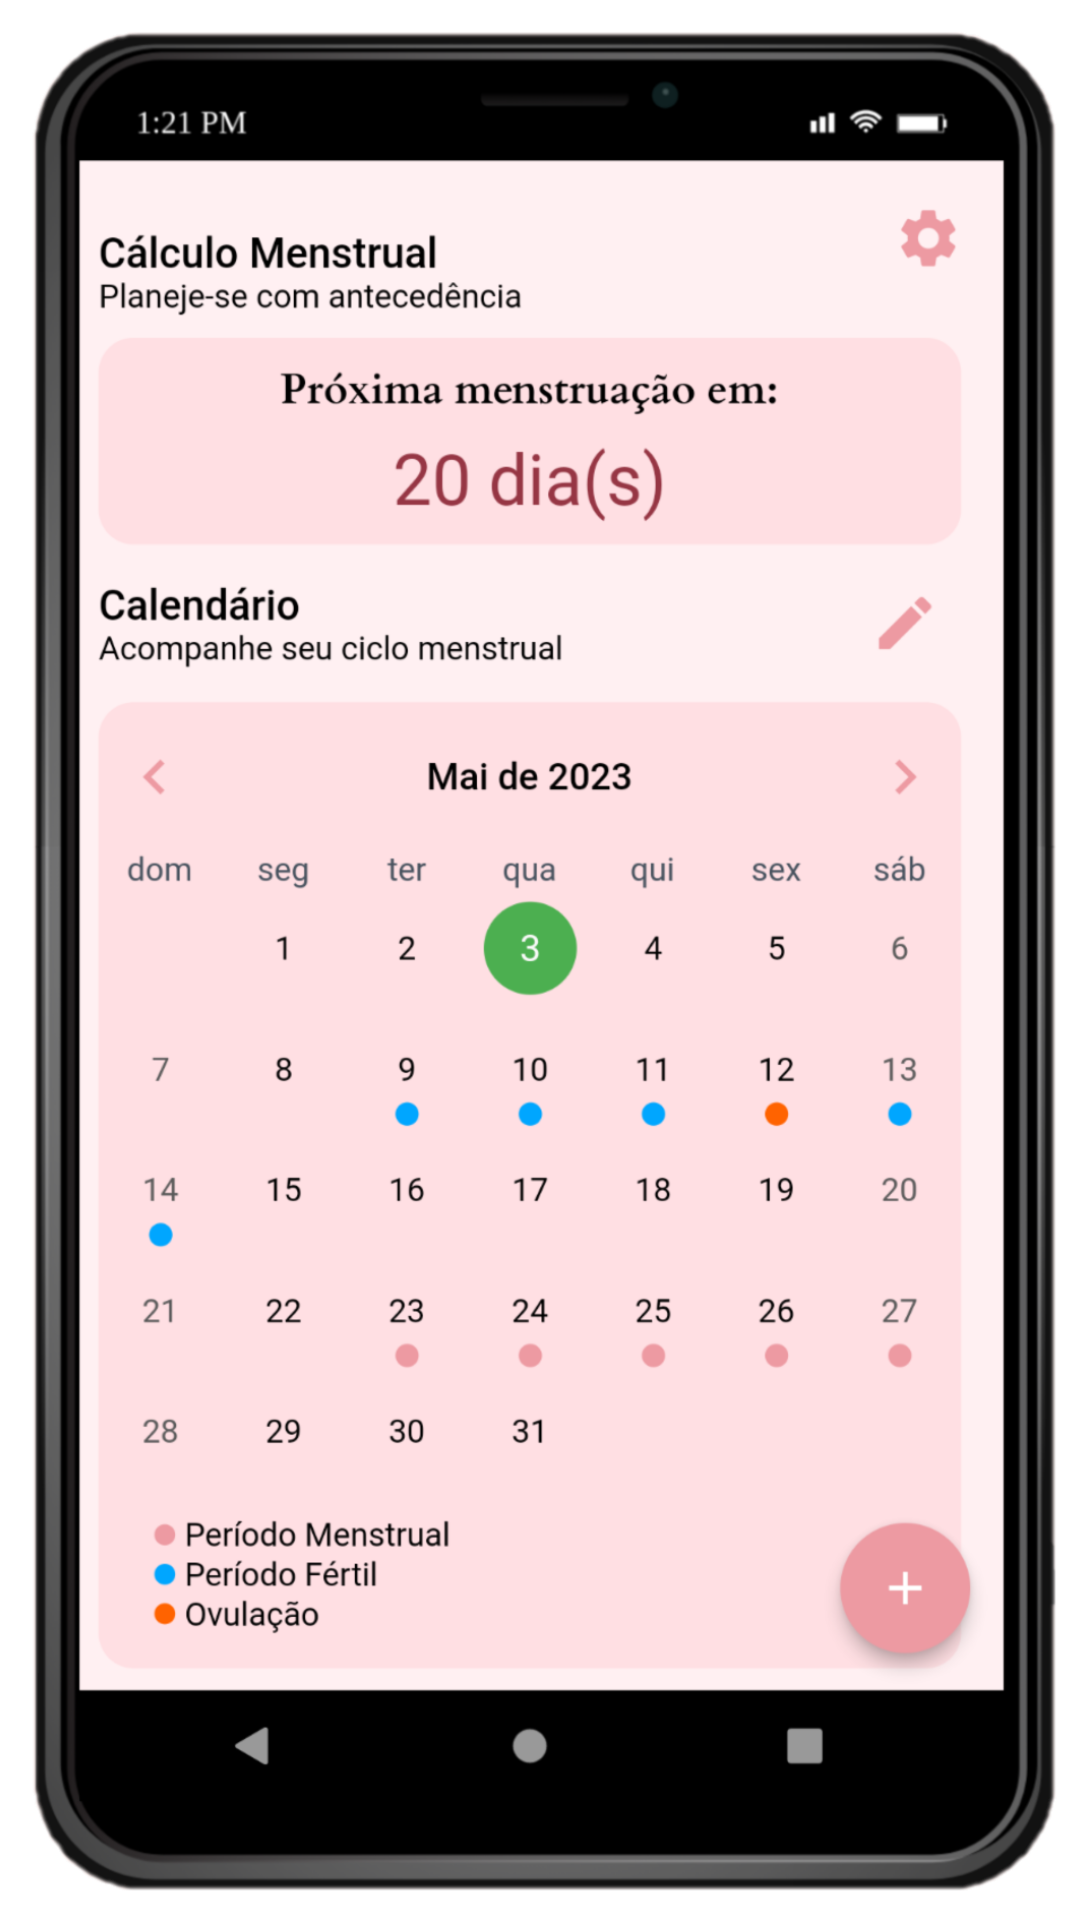 1:21 PM
Cálculo Menstrual
Planeje-se com antecedência
Próxima menstruação em:
20 dia(s)
Calendário
Acompanhe seu ciclo menstrual
Mai de 2023
dom seg ter qua qui sex sáb
1 2 3 4 5 6
7 8 9 10 11 12 13
14 15 16 17 18 19 20
21 22 23 24 25 26 27
28 29 30 31
Período Menstrual
Período Fértil
Ovulação
+